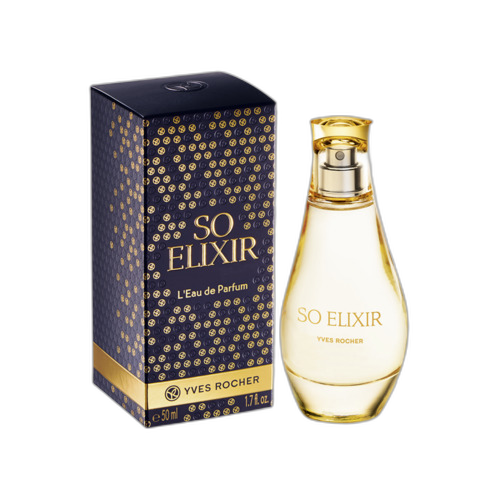 SO
ELIXIR
L'Eau de Parfum
YVES ROCHER
e 50 ml 1.7 fl. oz.
SO ELIXIR
YVES ROCHER